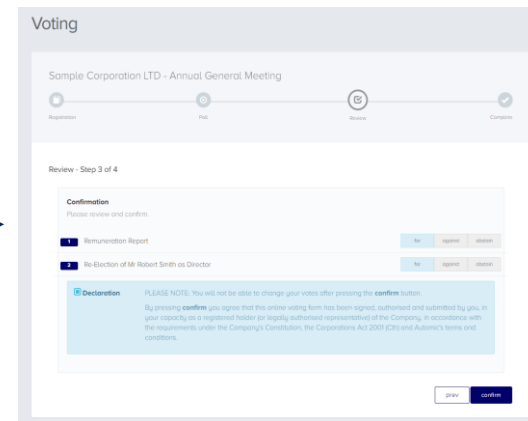 Voting
Sample Corporation LTD - Annual General Meeting
Registration Poll Review Complete
Review - Step 3 of 4
Confirmation
Please review and confirm.
1 Remuneration Report for against abstain
2 Re-Election of Mr Robert Smith as Director for against abstain
Declaration PLEASE NOTE: You will not be able to change your votes after pressing the confirm button.
By pressing confirm you agree that this online voting form has been signed, authorised and submitted by you, in
your capacity as a registered holder (or legally authorised representative) of the Company, in accordance with
the requirements under the Company's Constitution, the Corporations Act 2001 (Cth) and Automic's terms and
conditions.
prev confirm